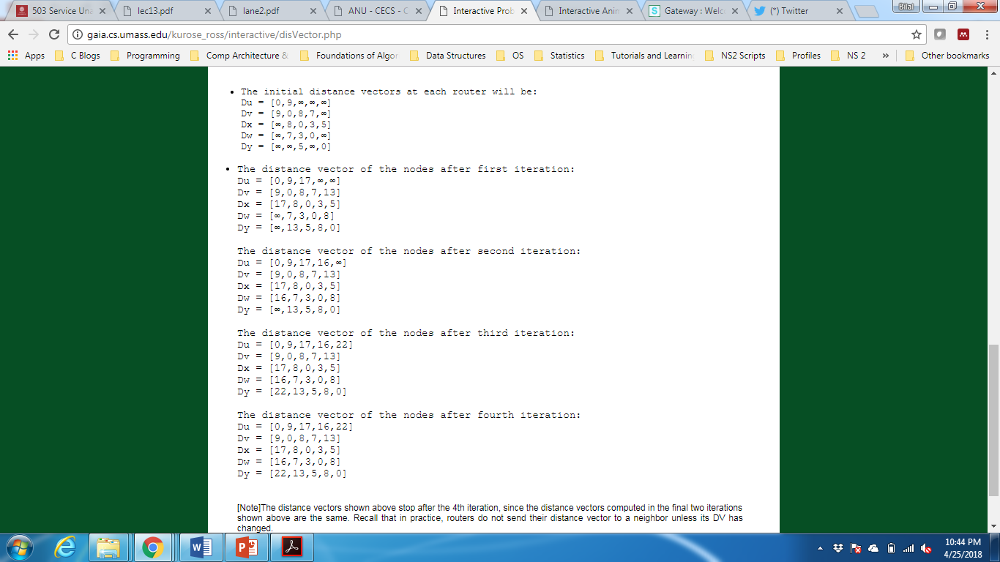 503 Service Una
lec13.pdf
lane2.pdf
ANU - CECS - C
Interactive Prob
Interactive Anim
Gateway : Welc
(*) Twitter
Bilal
gaia.cs.umass.edu/kurose_ross/interactive/disVector.php
Apps C Blogs Programming Comp Architecture & Foundations of Algor Data Structures OS Statistics Tutorials and Learnin NS2 Scripts Profiles NS 2 » Other bookmarks
• The initial distance vectors at each router will be:
Du = [0,9,∞,∞,∞]
Dv = [9,0,8,7,∞]
Dx = [∞,8,0,3,5]
Dw = [∞,7,3,0,∞]
Dy = [∞,∞,5,∞,0]
• The distance vector of the nodes after first iteration:
Du = [0,9,17,∞,∞]
Dv = [9,0,8,7,13]
Dx = [17,8,0,3,5]
Dw = [∞,7,3,0,8]
Dy = [∞,13,5,8,0]
The distance vector of the nodes after second iteration:
Du = [0,9,17,16,∞]
Dv = [9,0,8,7,13]
Dx = [17,8,0,3,5]
Dw = [16,7,3,0,8]
Dy = [∞,13,5,8,0]
The distance vector of the nodes after third iteration:
Du = [0,9,17,16,22]
Dv = [9,0,8,7,13]
Dx = [17,8,0,3,5]
Dw = [16,7,3,0,8]
Dy = [22,13,5,8,0]
The distance vector of the nodes after fourth iteration:
Du = [0,9,17,16,22]
Dv = [9,0,8,7,13]
Dx = [17,8,0,3,5]
Dw = [16,7,3,0,8]
Dy = [22,13,5,8,0]
[Note]The distance vectors shown above stop after the 4th iteration, since the distance vectors computed in the final two iterations
shown above are the same. Recall that in practice, routers do not send their distance vector to a neighbor unless its DV has
changed.
10:44 PM
4/25/2018